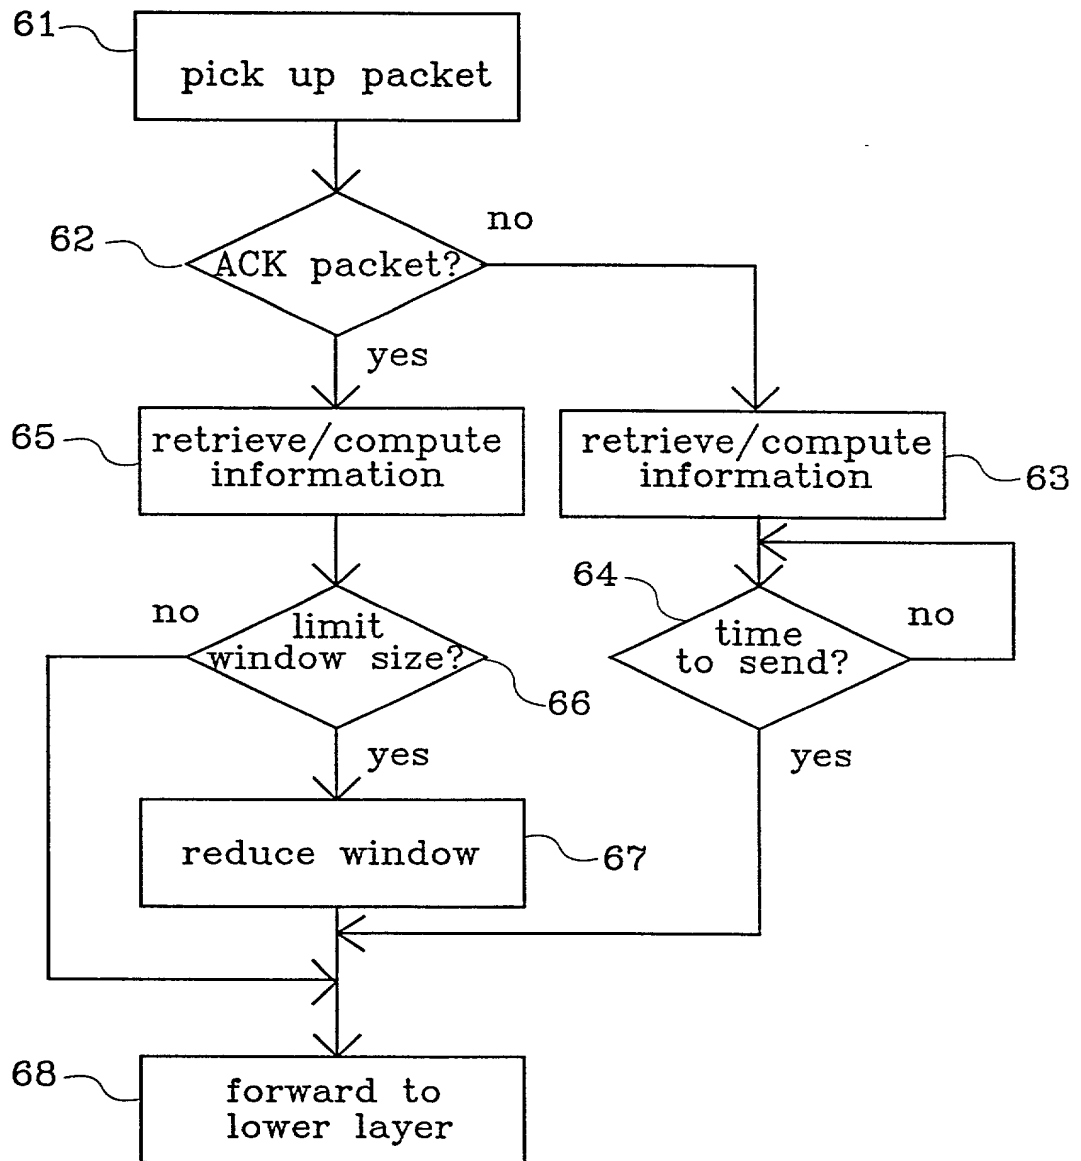 61
pick up packet
62
ACK packet?
no
yes
65
retrieve/compute
information
retrieve/compute
information
63
64
no
limit
window size?
66
time
to send?
no
yes
yes
reduce window
67
68
forward to
lower layer